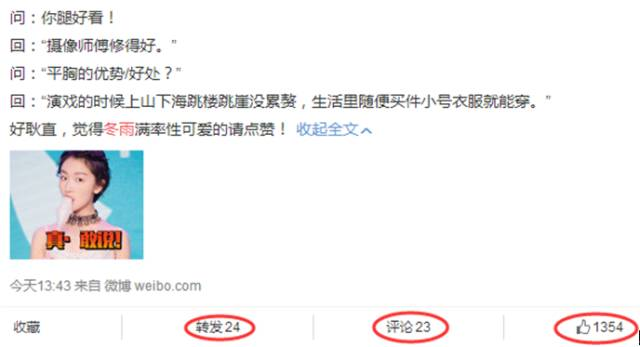 问：你腿好看！
回：“摄像师傅修得好。”
问：“平胸的优势/好处？”
回：“演戏的时候上山下海跳楼跳崖没累赘，生活里随便买件小号衣服就能穿。”
好耿直，觉得冬雨满率性可爱的请点赞！ 收起全文
真·敢说!
今天13:43 来自 微博 weibo.com
收藏 转发 24 评论 23 1354